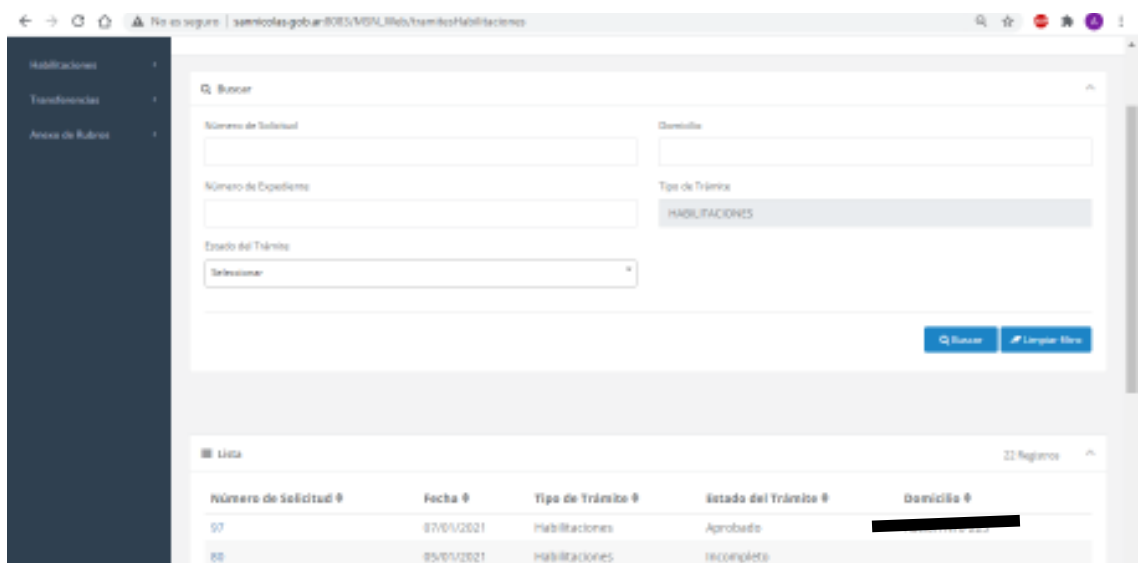 No es seguro | sannicolas.gob.ar:8085/MSN_Web/tramitesHabilitaciones
Habilitaciones
Transferencias
Anexo de Rubros
Buscar
Número de Solicitud
Domicilio
Número de Expediente
Tipo de Trámite
HABILITACIONES
Estado del Trámite
Seleccionar
Buscar
Limpiar filtro
Lista
22 Registros
Número de Solicitud Fecha Tipo de Trámite Estado del Trámite Domicilio
97 07/01/2021 Habilitaciones Aprobado
80 05/01/2021 Habilitaciones Incompleto